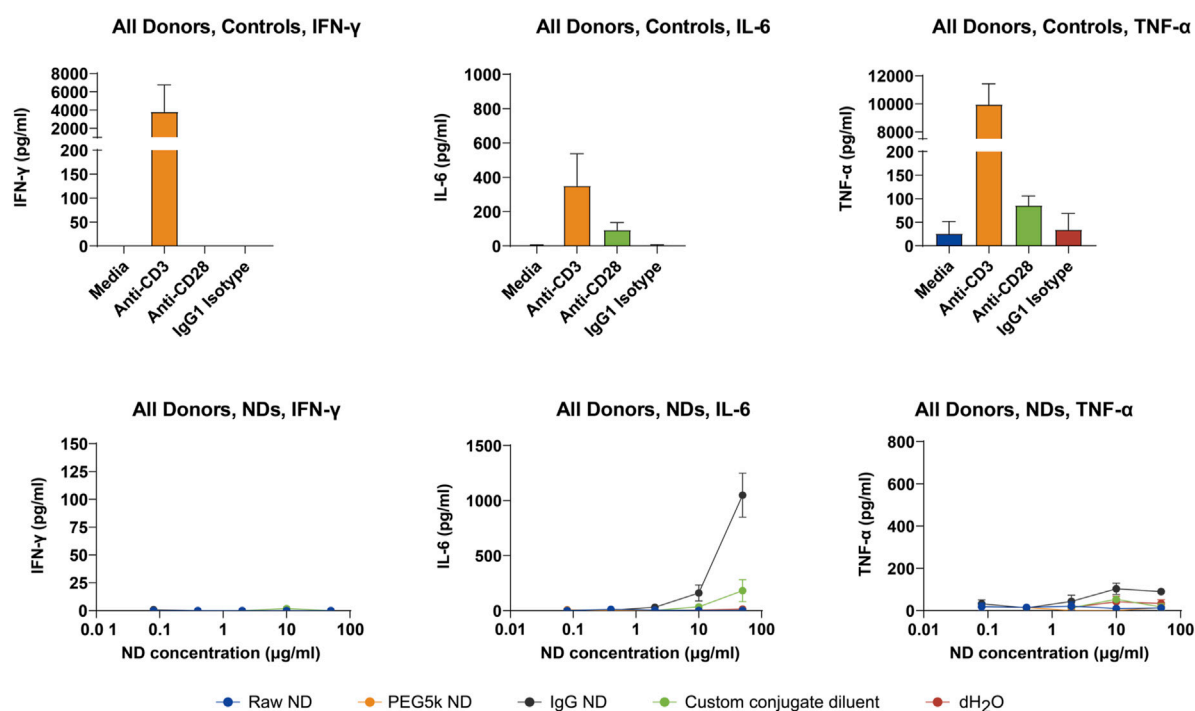 All Donors, Controls, IFN-γ
IFN-γ (pg/ml)
8000
6000
4000
2000
200
150
100
50
0
Media
Anti-CD3
Anti-CD28
IgG1 Isotype
All Donors, Controls, IL-6
IL-6 (pg/ml)
1000
800
600
400
200
0
Media
Anti-CD3
Anti-CD28
IgG1 Isotype
All Donors, Controls, TNF-α
TNF-α (pg/ml)
12000
10000
8000
200
150
100
50
0
Media
Anti-CD3
Anti-CD28
IgG1 Isotype
All Donors, NDs, IFN-γ
IFN-γ (pg/ml)
150
125
100
75
50
25
0
0.0 1 0.1 1 10 100
ND concentration (μg/ml)
All Donors, NDs, IL-6
IL-6 (pg/ml)
1500
1000
500
0
0.01 0.1 1 10 100
ND concentration (μg/ml)
All Donors, NDs, TNF-α
TNF-α (pg/ml)
800
600
400
200
0
0.01 0.1 1 10 100
ND concentration (μg/ml)
Raw ND PEG5k ND IgG ND Custom conjugate diluent dH₂O